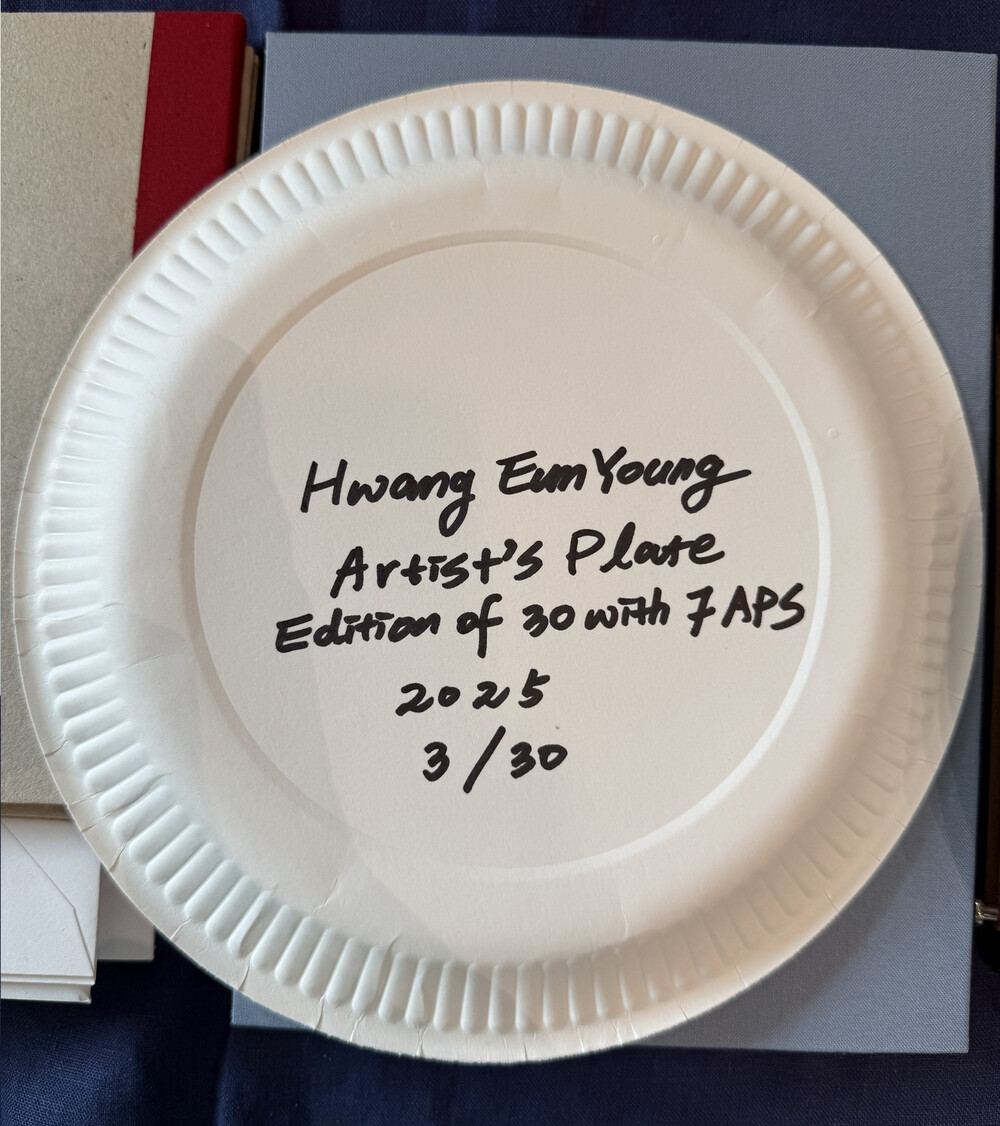 Hwang EunYoung
Artist's Plate
Edition of 30 with 7 APS
2025
3/30